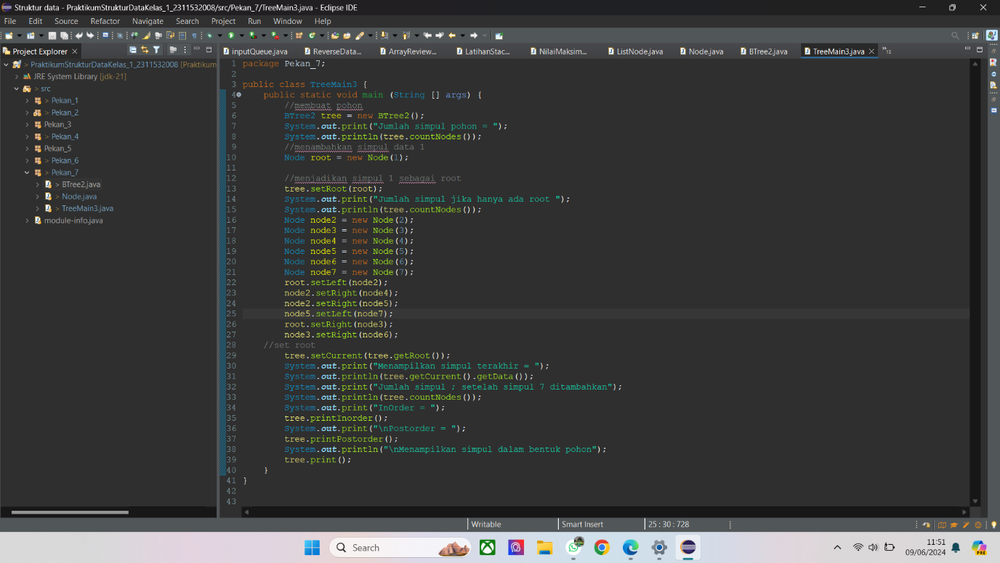 Struktur data - PraktikumStrukturDataKelas_1_2311532008/src/Pekan_7/TreeMain3.java - Eclipse IDE
File Edit Source Refactor Navigate Search Project Run Window Help
Project Explorer
inputQueue.java ReverseData... ArrayReview... LatihanStac... NilaiMaksim... ListNode.java Node.java BTree2.java TreeMain3.java 13
PraktikumStrukturDataKelas_1_2311532008 [Praktikum
JRE System Library [jdk-21]
src
Pekan_1
Pekan_2
Pekan_3
Pekan_4
Pekan_5
Pekan_6
Pekan_7
BTree2.java
Node.java
TreeMain3.java
module-info.java
1 package Pekan_7;
2
3 public class TreeMain3 {
4 public static void main (String [] args) {
5 //membuat pohon
6 BTree2 tree = new BTree2();
7 System.out.print("Jumlah simpul pohon = ");
8 System.out.println(tree.countNodes());
9 //menambahkan simpul data 1
10 Node root = new Node(1);
11
12 //menjadikan simpul 1 sebagai root
13 tree.setRoot(root);
14 System.out.print("Jumlah simpul jika hanya ada root ");
15 System.out.println(tree.countNodes());
16 Node node2 = new Node(2);
17 Node node3 = new Node(3);
18 Node node4 = new Node(4);
19 Node node5 = new Node(5);
20 Node node6 = new Node(6);
21 Node node7 = new Node(7);
22 root.setLeft(node2);
23 node2.setRight(node4);
24 node2.setRight(node5);
25 node5.setLeft(node7);
26 root.setRight(node3);
27 node3.setRight(node6);
28 //set root
29 tree.setCurrent(tree.getRoot());
30 System.out.print("Menampilkan simpul terakhir = ");
31 System.out.println(tree.getCurrent().getData());
32 System.out.print("Jumlah simpul ; setelah simpul 7 ditambahkan");
33 System.out.println(tree.countNodes());
34 System.out.print("InOrder = ");
35 tree.printInorder();
36 System.out.print("\nPostorder = ");
37 tree.printPostorder();
38 System.out.println("\nMenampilkan simpul dalam bentuk pohon");
39 tree.print();
40 }
41 }
42
43
Writable Smart Insert 25 : 30 : 728
Search
11:51
09/06/2024
PRE